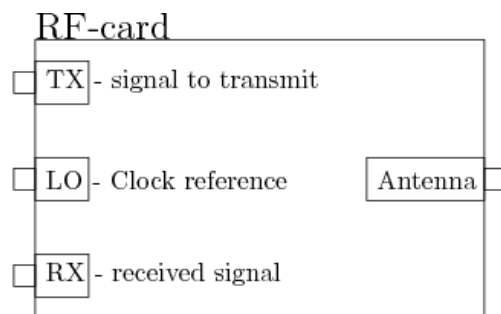 RF-card
TX - signal to transmit
LO - Clock reference
Antenna
RX - received signal